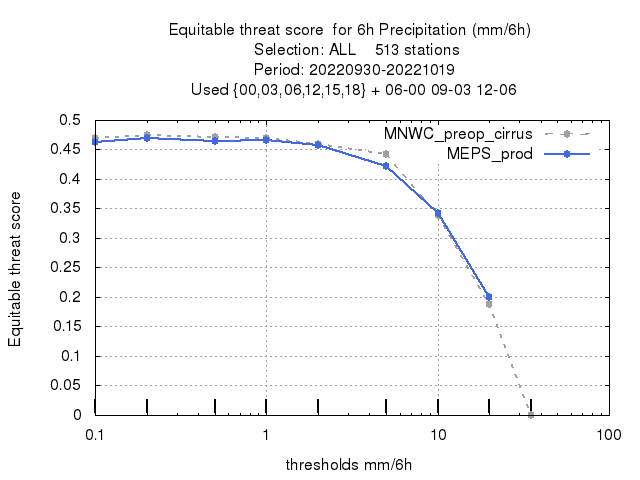 Equitable threat score  for 6h Precipitation (mm/6h)
Selection: ALL    513 stations
Period: 20220930-20221019
Used {00,03,06,12,15,18} + 06-00 09-03 12-06
MNWC_preop_cirrus
MEPS_prod
Equitable threat score
0.5
0.45
0.4
0.35
0.3
0.25
0.2
0.15
0.1
0.05
0
0.1 1 10 100
thresholds mm/6h